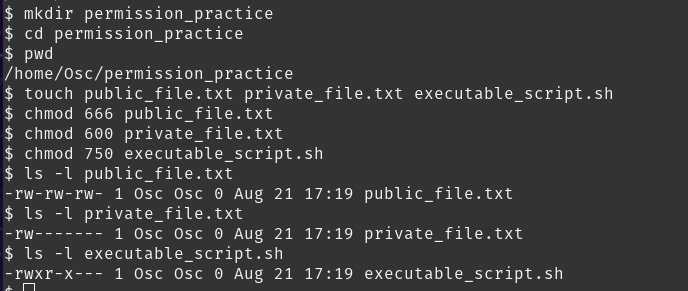 $ mkdir permission_practice
$ cd permission_practice
$ pwd
/home/Osc/permission_practice
$ touch public_file.txt private_file.txt executable_script.sh
$ chmod 666 public_file.txt
$ chmod 600 private_file.txt
$ chmod 750 executable_script.sh
$ ls -l public_file.txt
-rw-rw-rw- 1 Osc Osc 0 Aug 21 17:19 public_file.txt
$ ls -l private_file.txt
-rw------- 1 Osc Osc 0 Aug 21 17:19 private_file.txt
$ ls -l executable_script.sh
-rwxr-x--- 1 Osc Osc 0 Aug 21 17:19 executable_script.sh
$